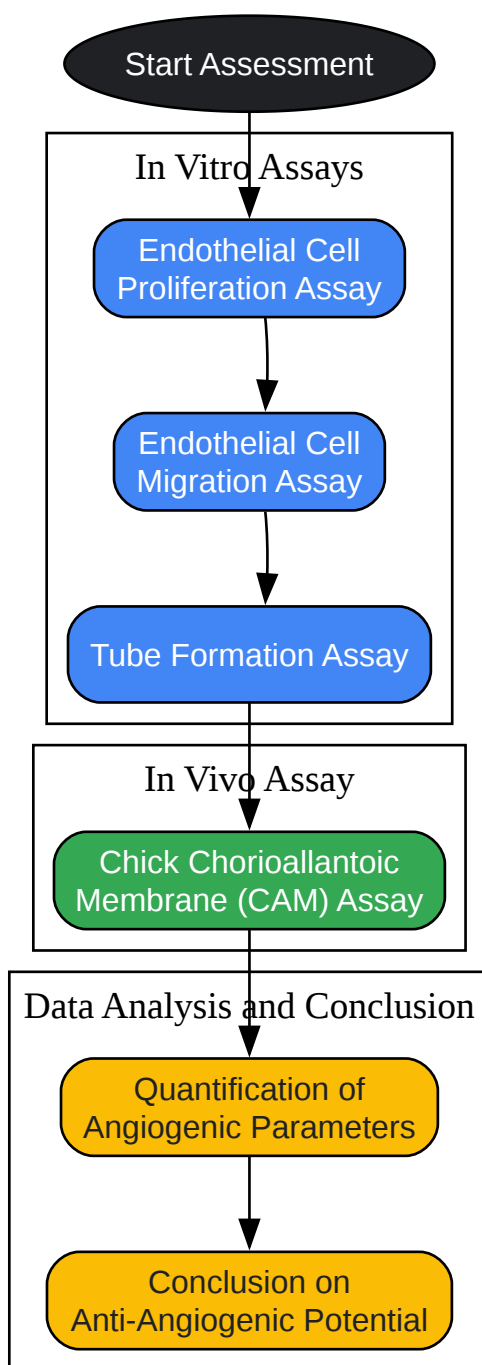 Start Assessment
In Vitro Assays
Endothelial Cell
Proliferation Assay
Endothelial Cell
Migration Assay
Tube Formation Assay
In Vivo Assay
Chick Chorioallantoic
Membrane (CAM) Assay
Data Analysis and Conclusion
Quantification of
Angiogenic Parameters
Conclusion on
Anti-Angiogenic Potential